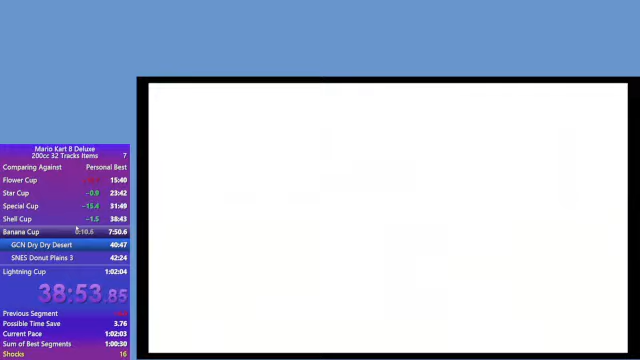 Mario Kart 8 Deluxe
200cc 32 Tracks Items 7
Comparing Against Personal Best
Flower Cup 15:40
Star Cup −0.9 23:42
Special Cup −15.4 31:49
Shell Cup −1.5 38:43
Banana Cup 0:10.6 7:50.6
GCN Dry Dry Desert 40:47
SNES Donut Plains 3 42:24
Lightning Cup 1:02:04
38:53.85
Previous Segment
Possible Time Save 3.76
Current Pace 1:02:03
Sum of Best Segments 1:00:30
Shocks 16